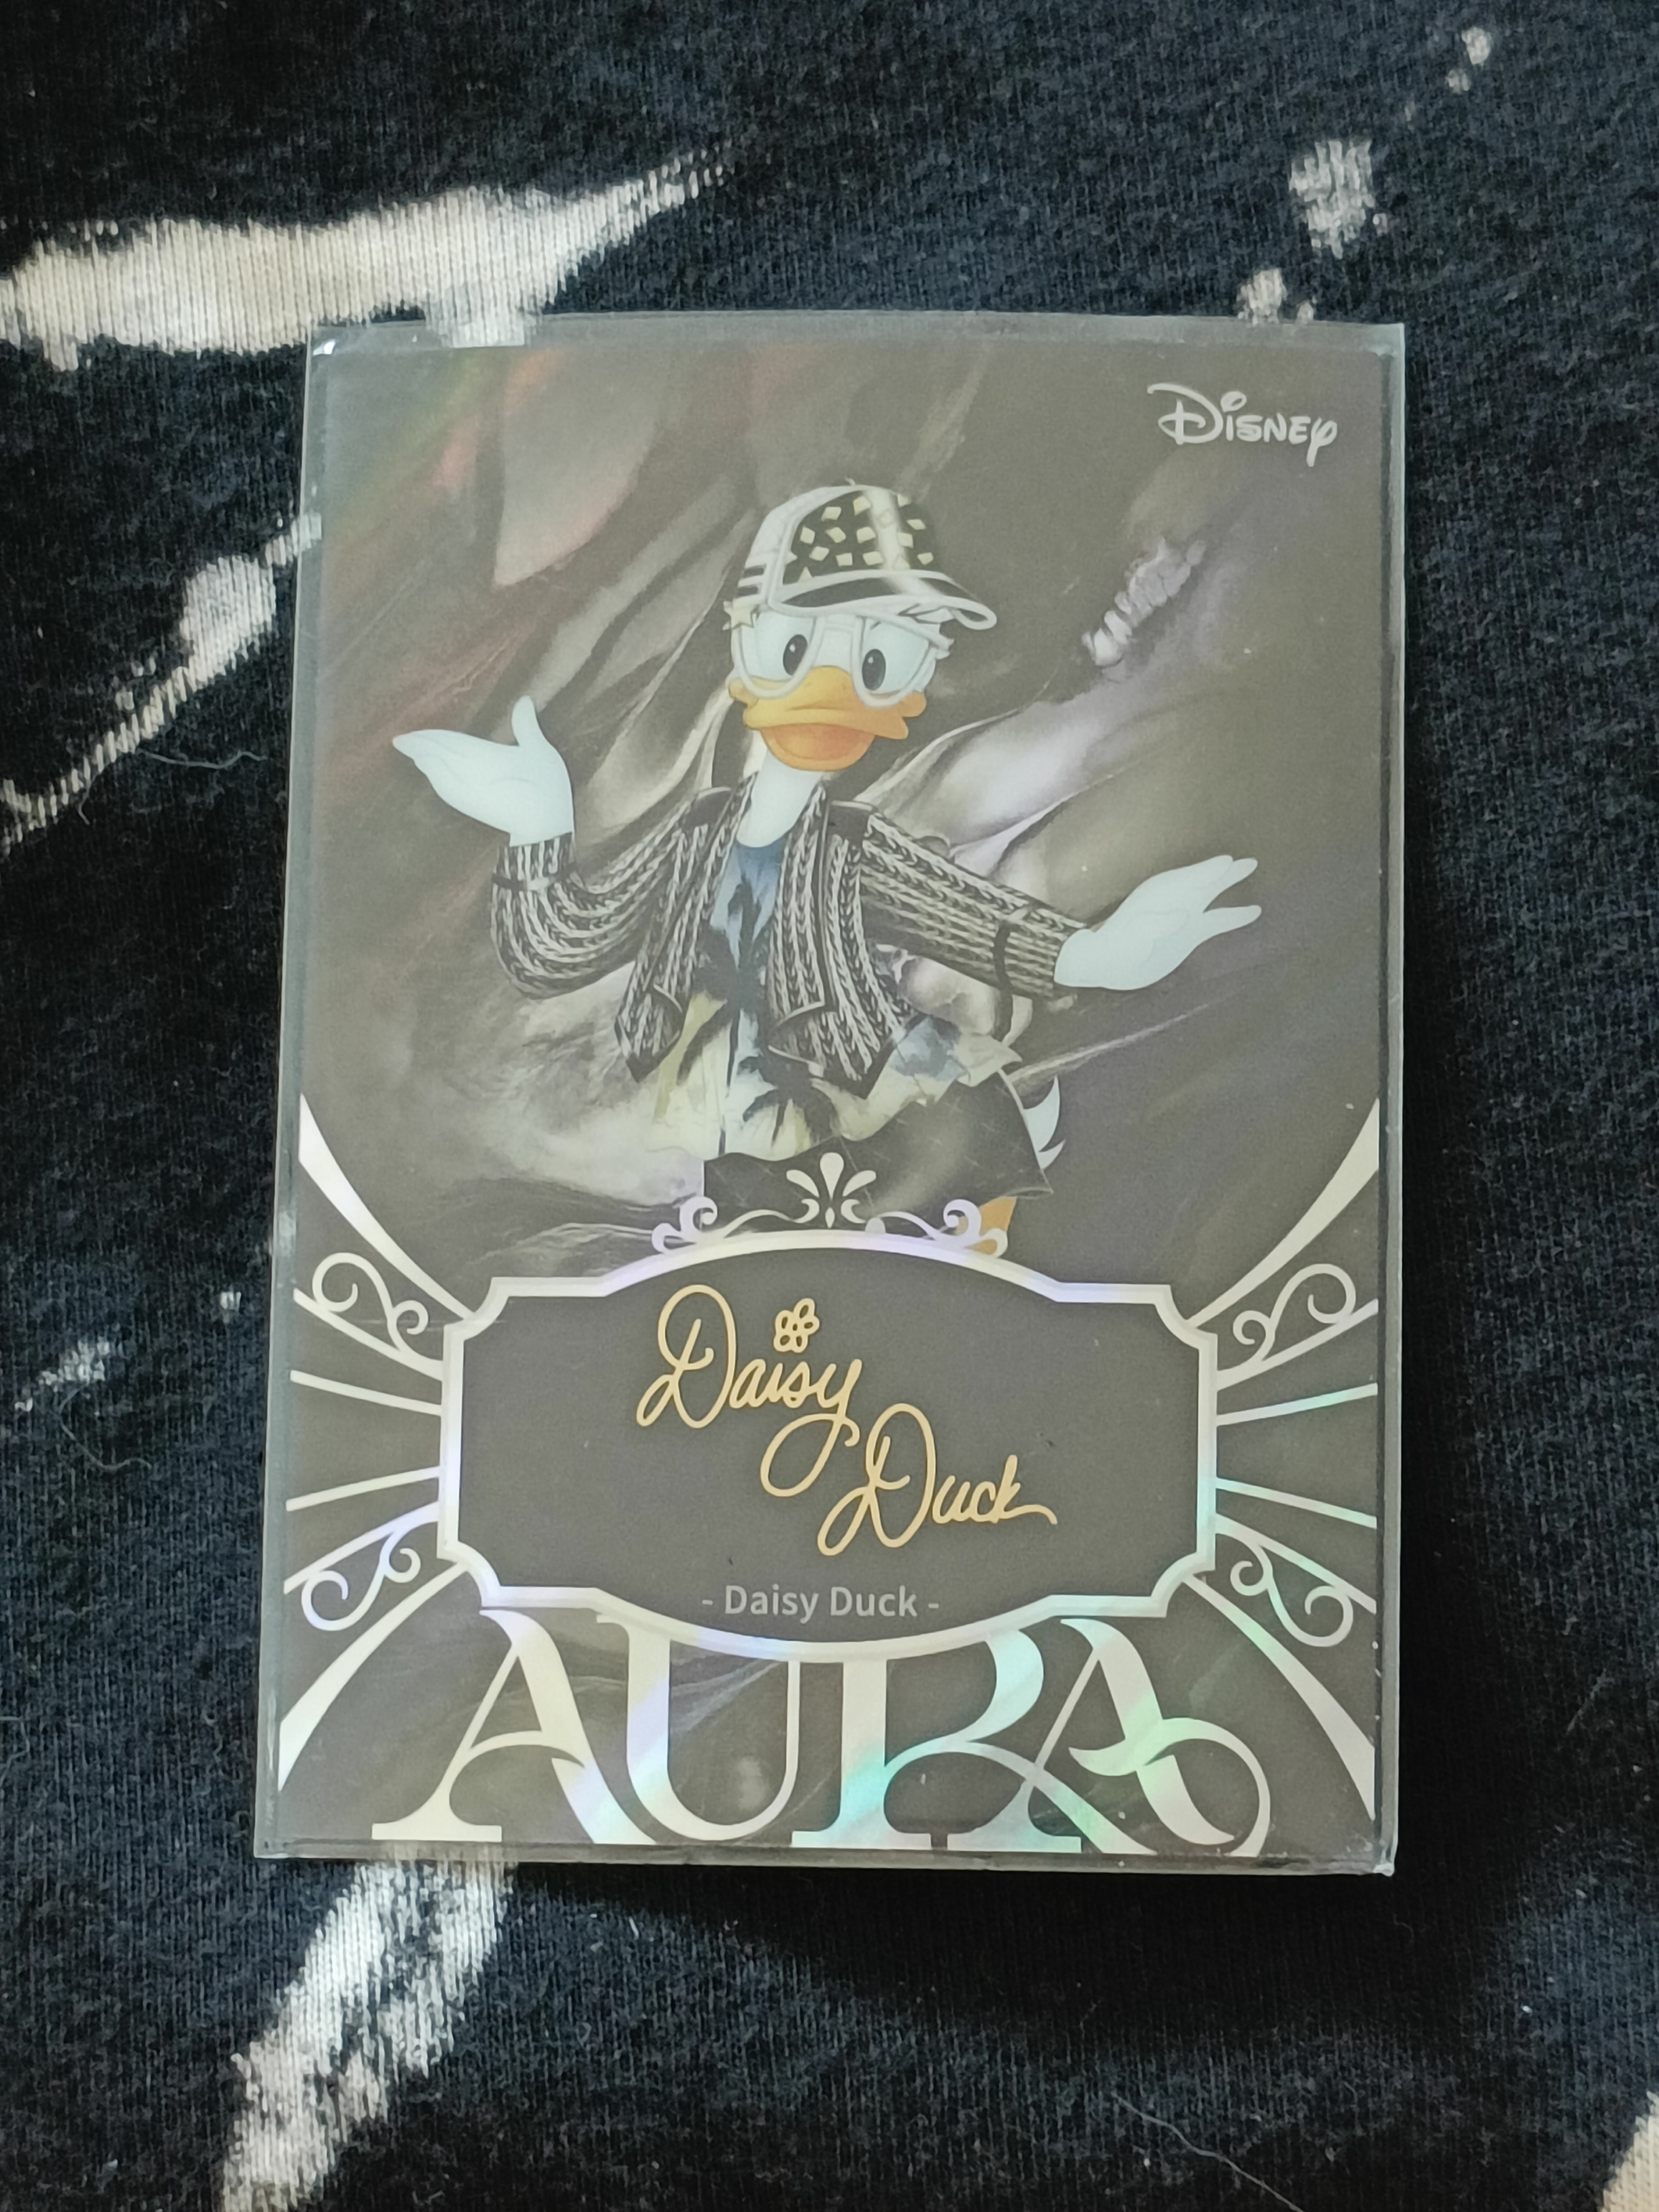 Disney
Daisy
Duck
- Daisy Duck -
AURA